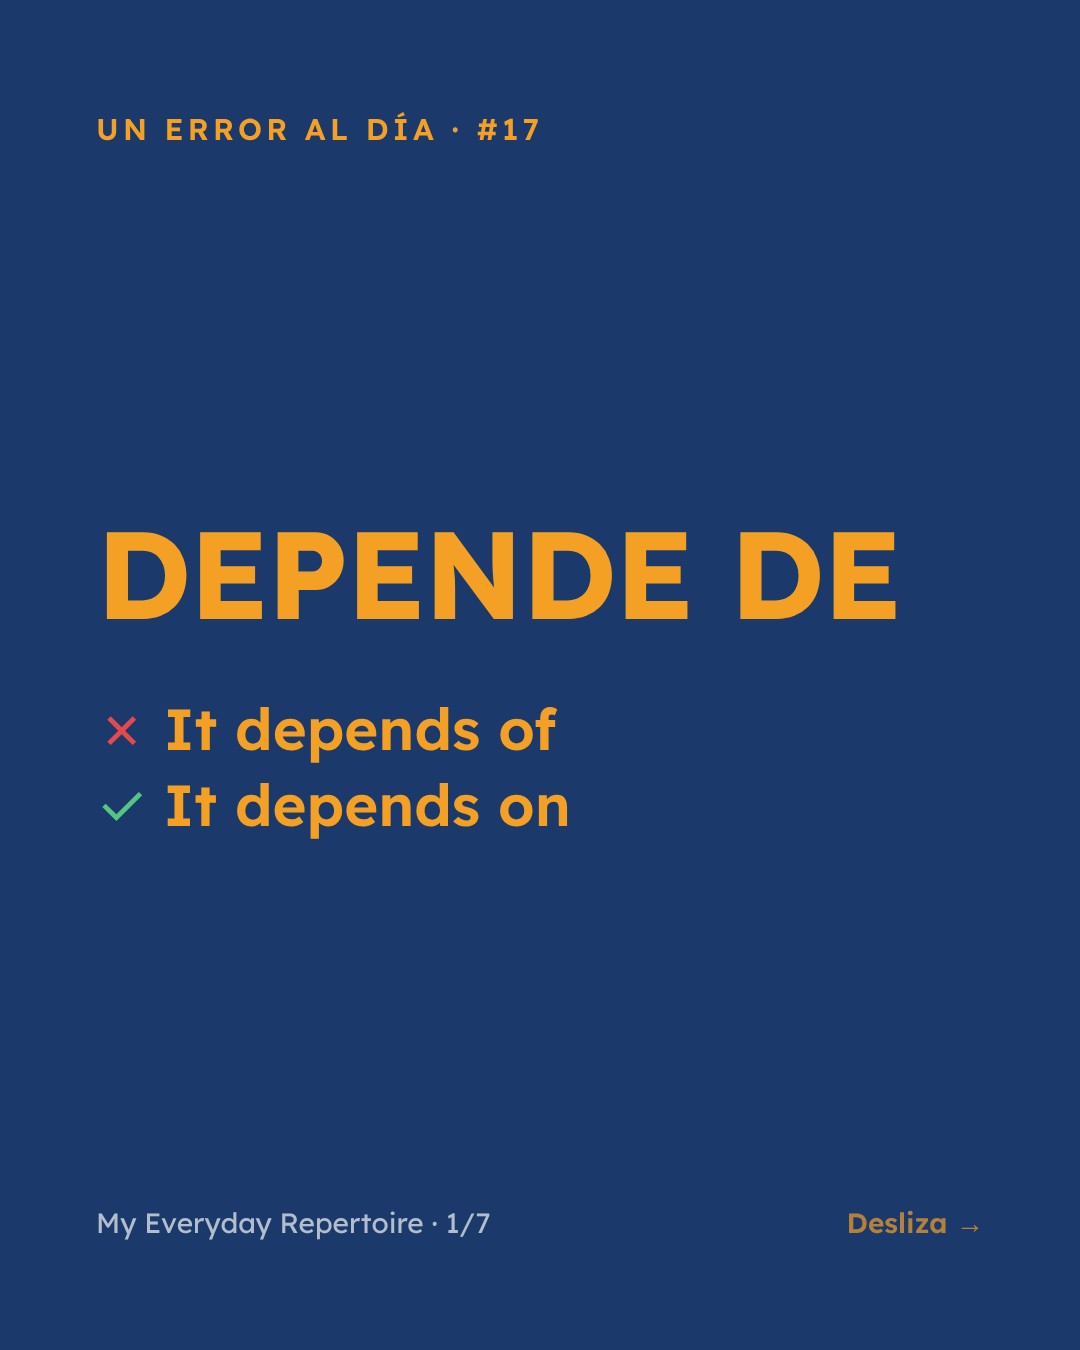 UN ERROR AL DÍA · #17
DEPENDE DE
✕ It depends of
✓ It depends on
My Everyday Repertoire · 1/7
Desliza →